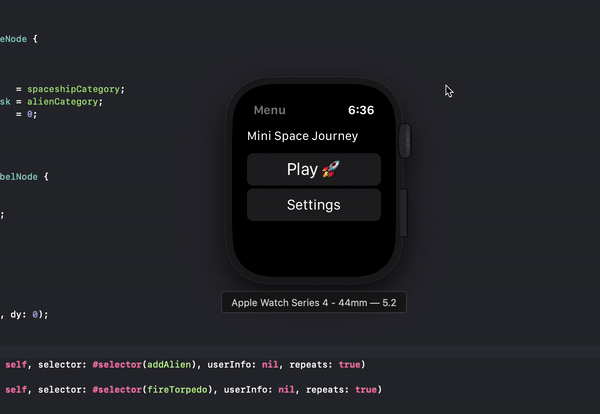 eNode {
= spaceshipCategory;
sk = alienCategory;
= 0;
belNode {
;
, dy: 0);
self, selector: #selector(addAlien), userInfo: nil, repeats: true)
self, selector: #selector(fireTorpedo), userInfo: nil, repeats: true)
Menu 6:36
Mini Space Journey
Play 🚀
Settings
Apple Watch Series 4 - 44mm — 5.2